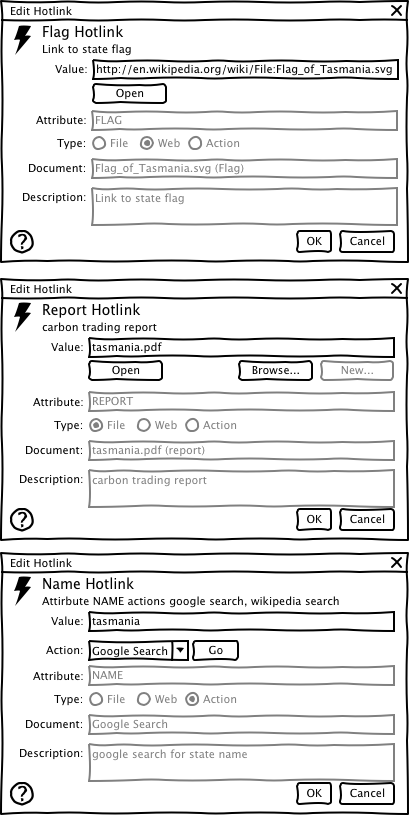 Edit Hotlink
Flag Hotlink
Link to state flag
Value: http://en.wikipedia.org/wiki/File:Flag_of_Tasmania.svg
Open
Attribute: FLAG
Type: File Web Action
Document: Flag_of_Tasmania.svg (Flag)
Description: Link to state flag
? OK Cancel
Edit Hotlink
Report Hotlink
carbon trading report
Value: tasmania.pdf
Open Browse... New...
Attribute: REPORT
Type: File Web Action
Document: tasmania.pdf (report)
Description: carbon trading report
? OK Cancel
Edit Hotlink
Name Hotlink
Attirbute NAME actions google search, wikipedia search
Value: tasmania
Action: Google Search Go
Attribute: NAME
Type: File Web Action
Document: Google Search
Description: google search for state name
? OK Cancel